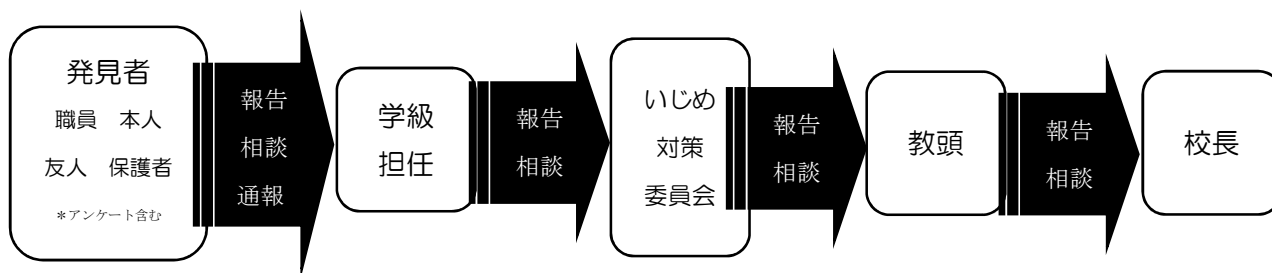 発見者
職員 本人
友人 保護者
*アンケート含む
報告
相談
通報
学級
担任
報告
相談
いじめ
対策
委員会
報告
相談
教頭
報告
相談
校長